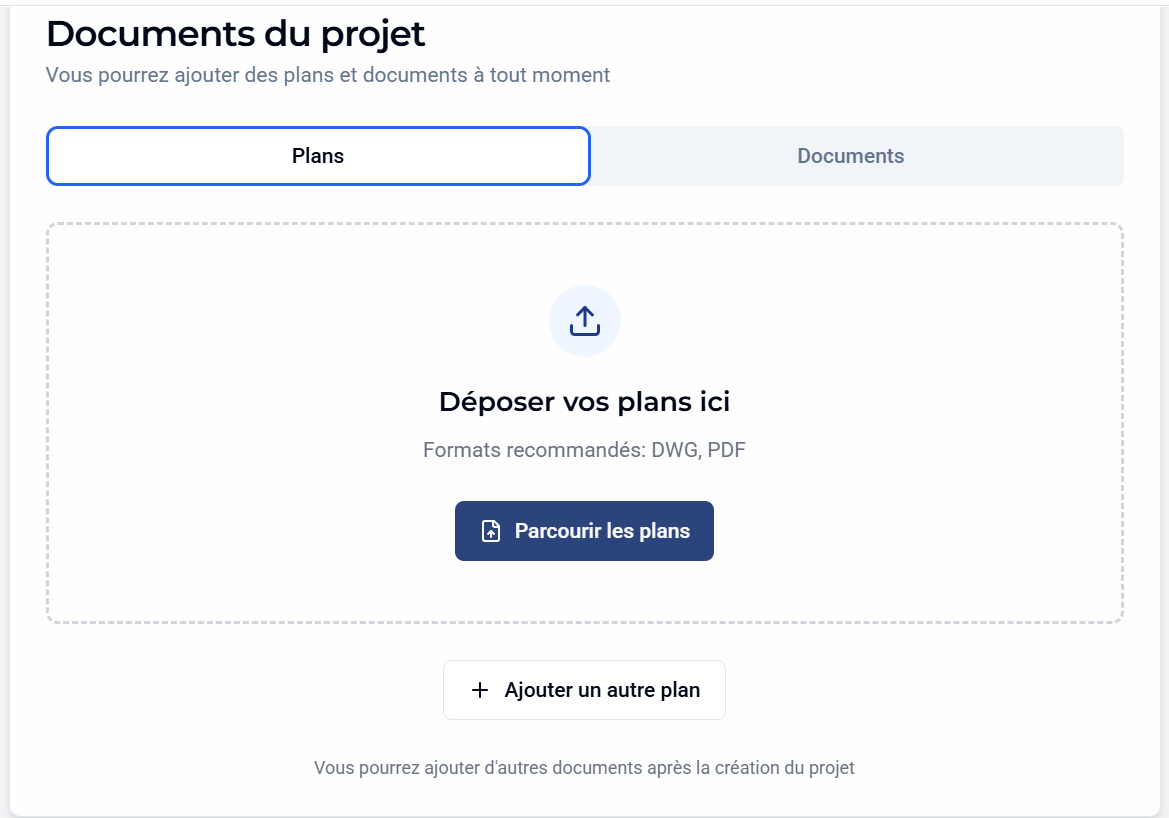 Documents du projet
Vous pourrez ajouter des plans et documents à tout moment
Plans
Documents
Déposer vos plans ici
Formats recommandés: DWG, PDF
Parcourir les plans
Ajouter un autre plan
Vous pourrez ajouter d'autres documents après la création du projet